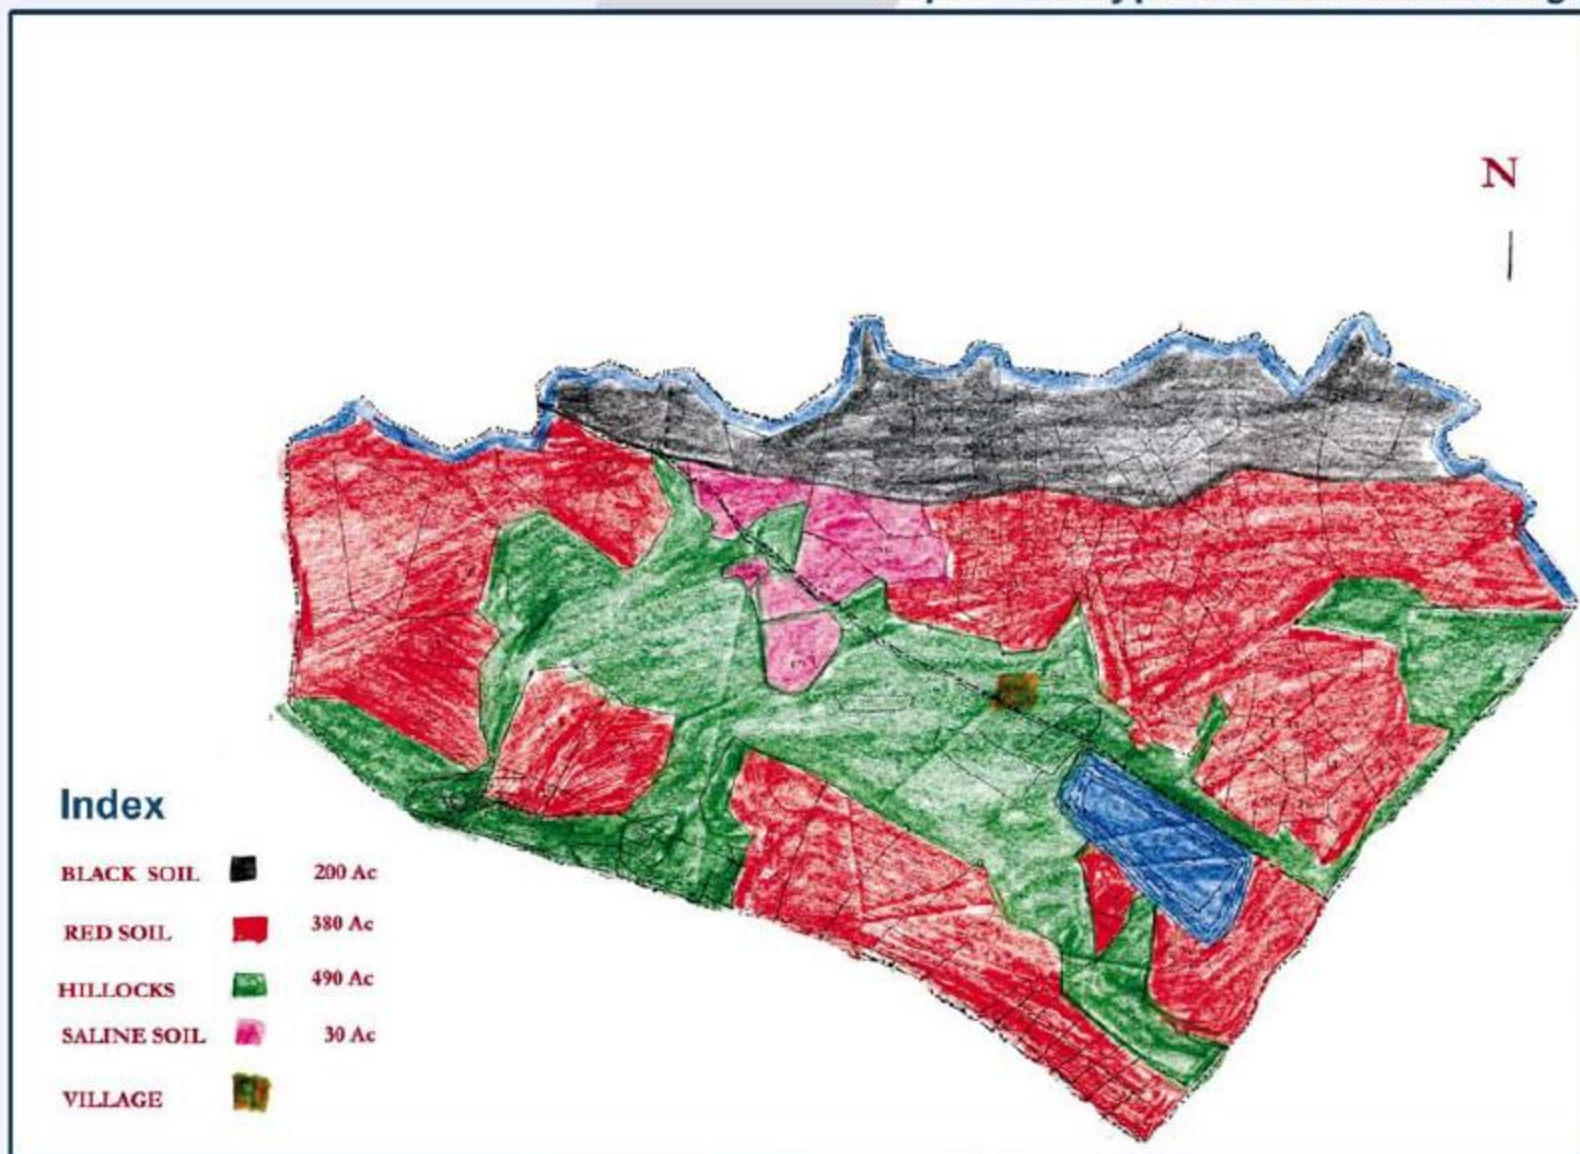 N
Index
BLACK SOIL 200 Ac
RED SOIL 380 Ac
HILLOCKS 490 Ac
SALINE SOIL 30 Ac
VILLAGE